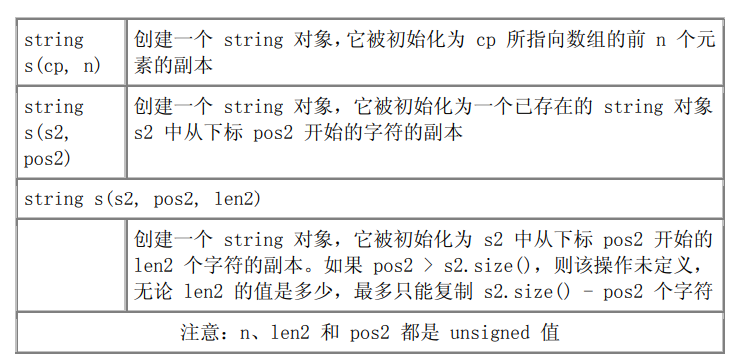 string
s(cp, n)
创建一个 string 对象，它被初始化为 cp 所指向数组的前 n 个元
素的副本
string
s(s2,
pos2)
创建一个 string 对象，它被初始化为一个已存在的 string 对象
s2 中从下标 pos2 开始的字符的副本
string s(s2, pos2, len2)
创建一个 string 对象，它被初始化为 s2 中从下标 pos2 开始的
len2 个字符的副本。如果 pos2 > s2.size()，则该操作未定义，
无论 len2 的值是多少，最多只能复制 s2.size() - pos2 个字符
注意：n、len2 和 pos2 都是 unsigned 值